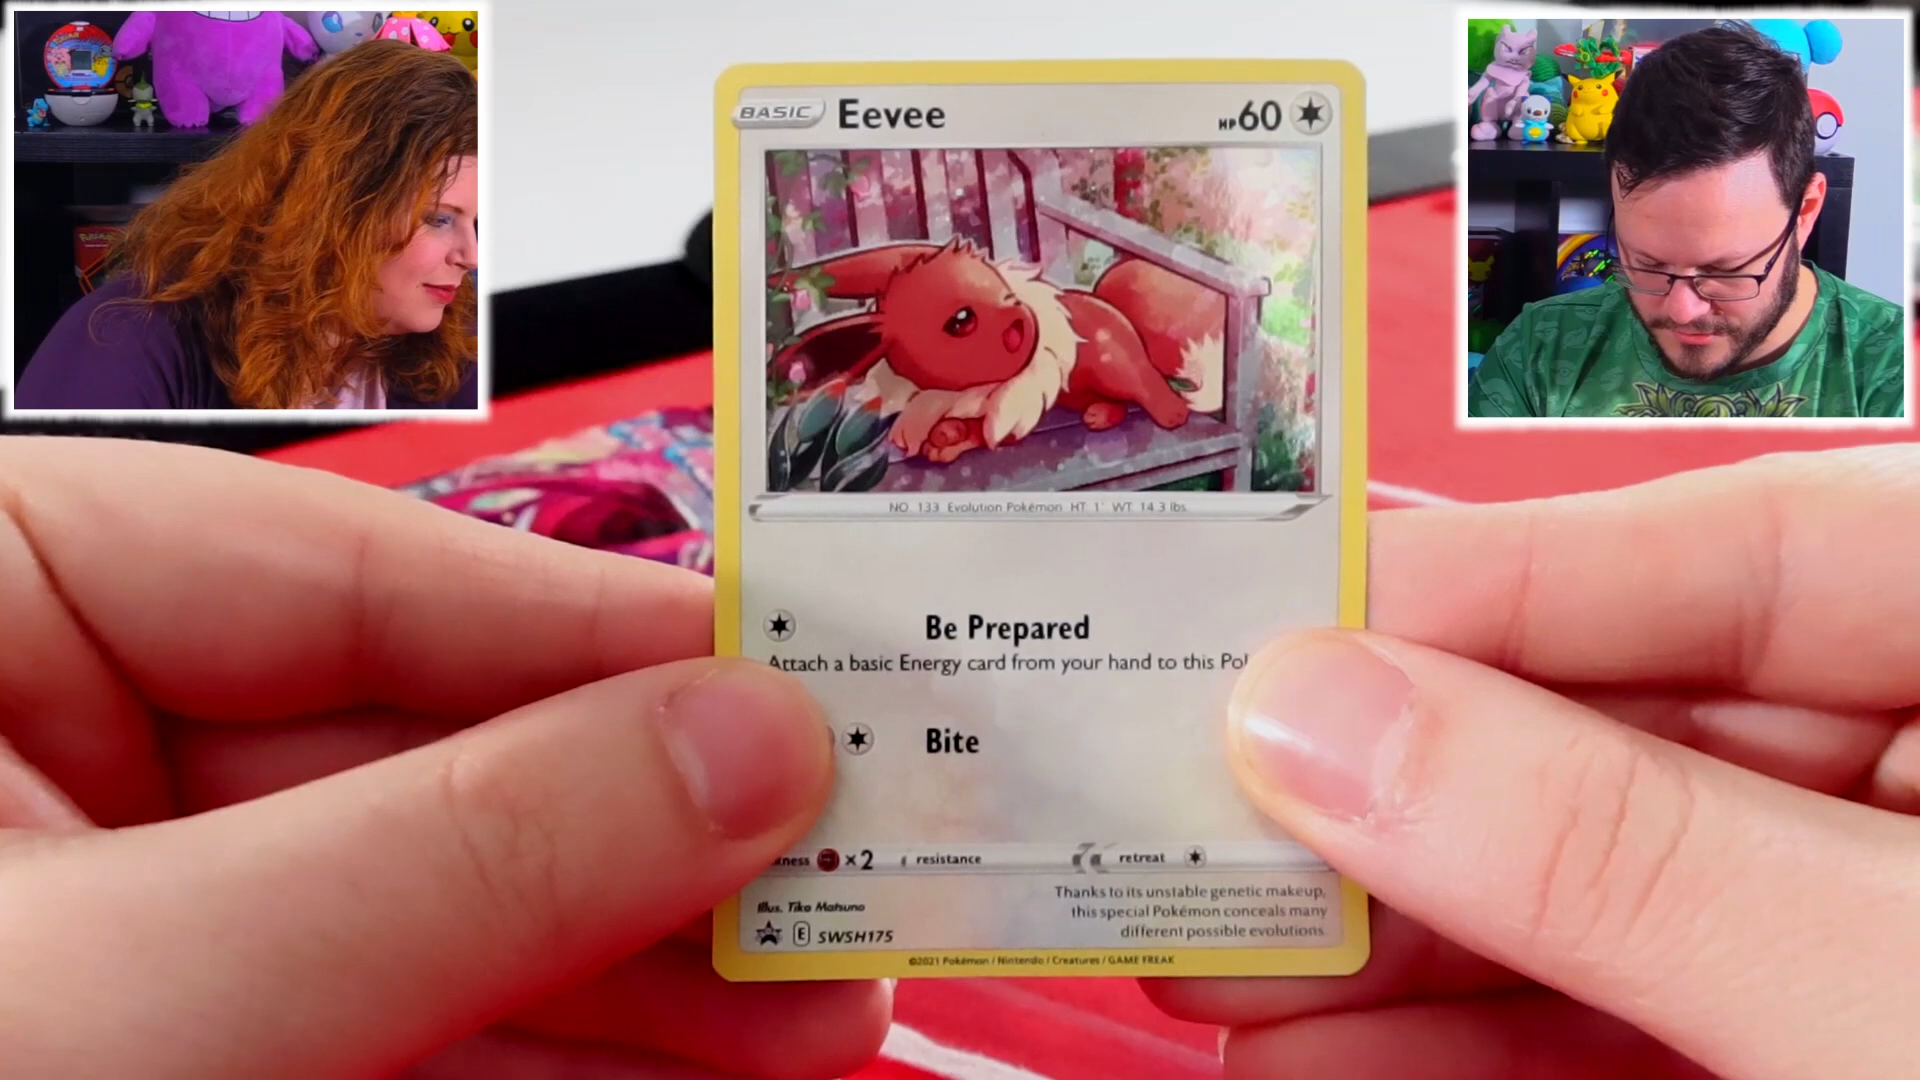 BASIC Eevee HP60
NO. 133 Evolution Pokémon HT 1' WT 14.3 lbs.
Be Prepared
Attach a basic Energy card from your hand to this
Bite
×2 resistance retreat
Illus. Tika Matsuno
E SWSH175
Thanks to its unstable genetic makeup,
this special Pokémon conceals many
different possible evolutions.
©2021 Pokémon / Nintendo / Creatures / GAME FREAK